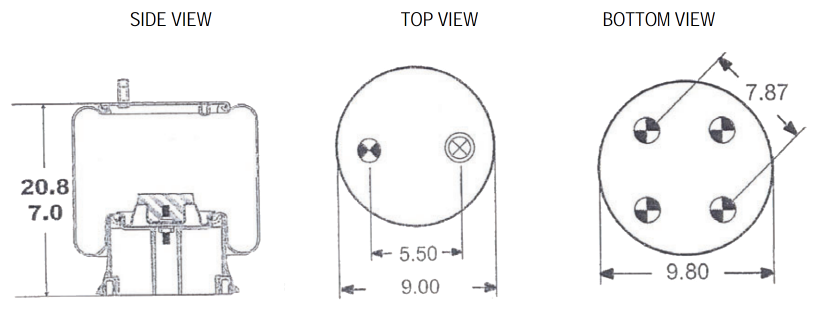 SIDE VIEW
TOP VIEW
BOTTOM VIEW
7.87
20.8
7.0
5.50
9.00
9.80